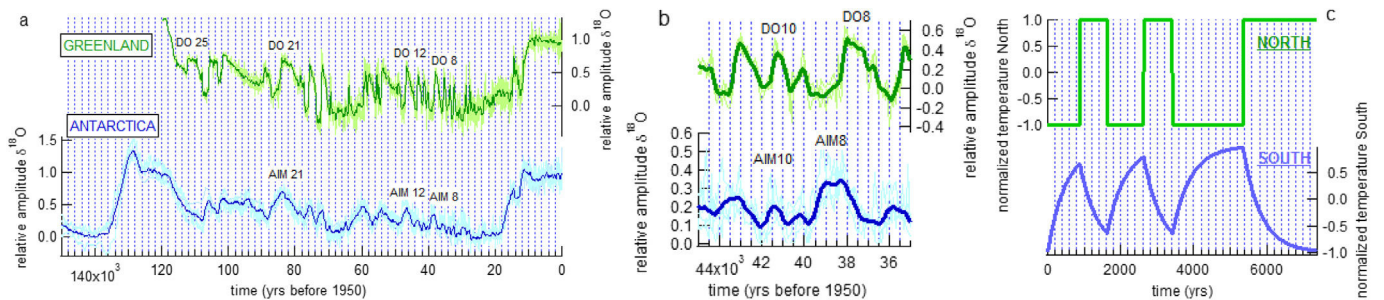 a
GREENLAND
DO 25
DO 21
DO 12
DO 8
1.0
0.5
0.0
relative amplitude δ¹⁸O
ANTARCTICA
AIM 21
AIM 12
AIM 8
1.5
1.0
0.5
0.0
relative amplitude δ¹⁸O
140x10³
120
100
80
60
40
20
0
time (yrs before 1950)
b
DO10
DO8
0.6
0.4
0.2
0.0
-0.2
-0.4
relative amplitude δ¹⁸O
AIM10
AIM8
0.6
0.5
0.4
0.3
0.2
0.1
0.0
relative amplitude δ¹⁸O
44x10³
42
40
38
36
time (yrs before 1950)
c
NORTH
1.0
0.5
0.0
-0.5
-1.0
normalized temperature North
SOUTH
0.5
0.0
-0.5
-1.0
normalized temperature South
0
2000
4000
6000
time (yrs)